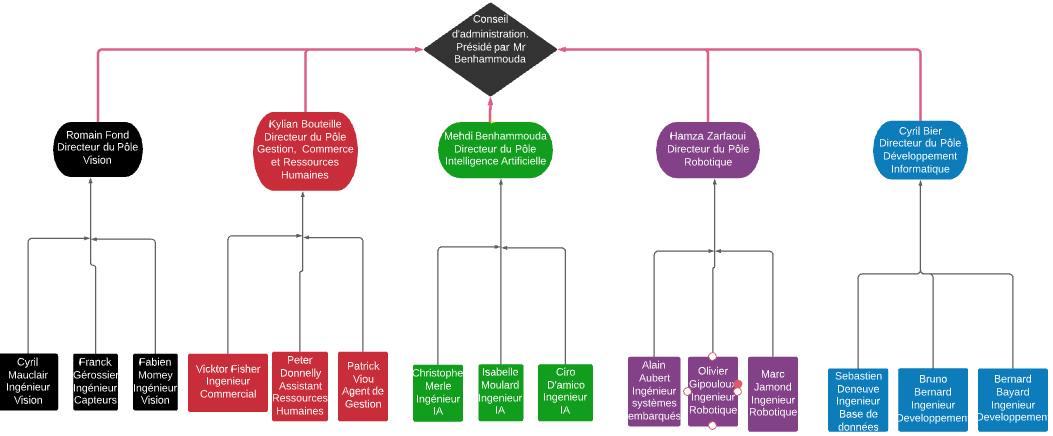 Conseil
d'administration.
Présidé par Mr
Benhammouda
Romain Fond
Directeur du Pôle
Vision
Kylian Bouteille
Directeur du Pôle
Gestion, Commerce
et Ressources
Humaines
Mehdi Benhammouda
Directeur du Pôle
Intelligence Artificielle
Hamza Zarfaoui
Directeur du Pôle
Robotique
Cyril Bier
Directeur du Pôle
Développement
Informatique
Cyril
Mauclair
Ingénieur
Vision
Franck
Gérossier
Ingénieur
Capteurs
Fabien
Momey
Ingénieur
Vision
Vicktor Fisher
Ingenieur
Commercial
Peter
Donnelly
Assistant
Ressources
Humaines
Patrick
Viou
Agent de
Gestion
Christophe
Merle
Ingénieur
IA
Isabelle
Moulard
Ingenieur
IA
Ciro
D'amico
Ingenieur
IA
Alain
Aubert
Ingénieur
systèmes
embarqués
Olivier
Gipouloux
Ingenieur
Robotique
Marc
Jamond
Ingenieur
Robotique
Sebastien
Deneuve
Ingenieur
Base de
données
Bruno
Bernard
Ingenieur
Developpement
Bernard
Bayard
Ingenieur
Developpement